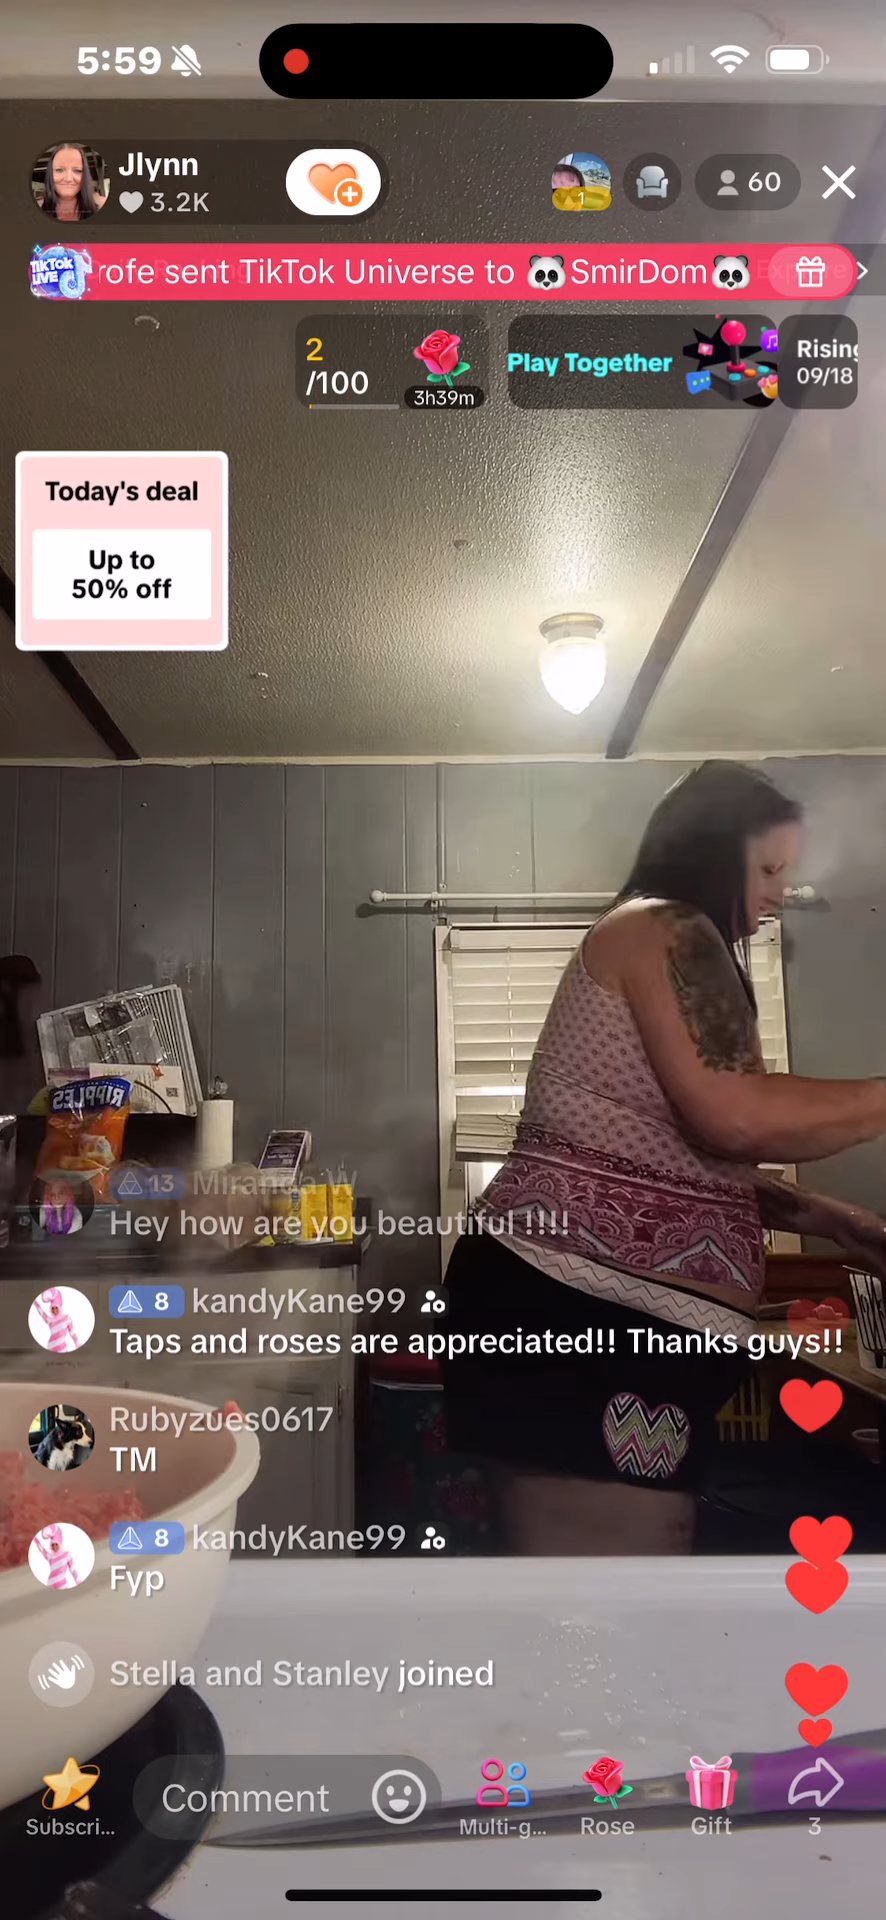 5:59
Jlynn
3.2K
1
60
TikTok
LIVE
rofe sent TikTok Universe to 🐼SmirDom🐼
2
/100
3h39m
Play Together
Rising
09/18
Today's deal
Up to
50% off
RIPPLES
13 Miranda W
Hey how are you beautiful !!!!
8 kandyKane99
Taps and roses are appreciated!! Thanks guys!!
Rubyzues0617
TM
8 kandyKane99
Fyp
Stella and Stanley joined
Comment
Subscri...
Multi-g...
Rose
Gift
3